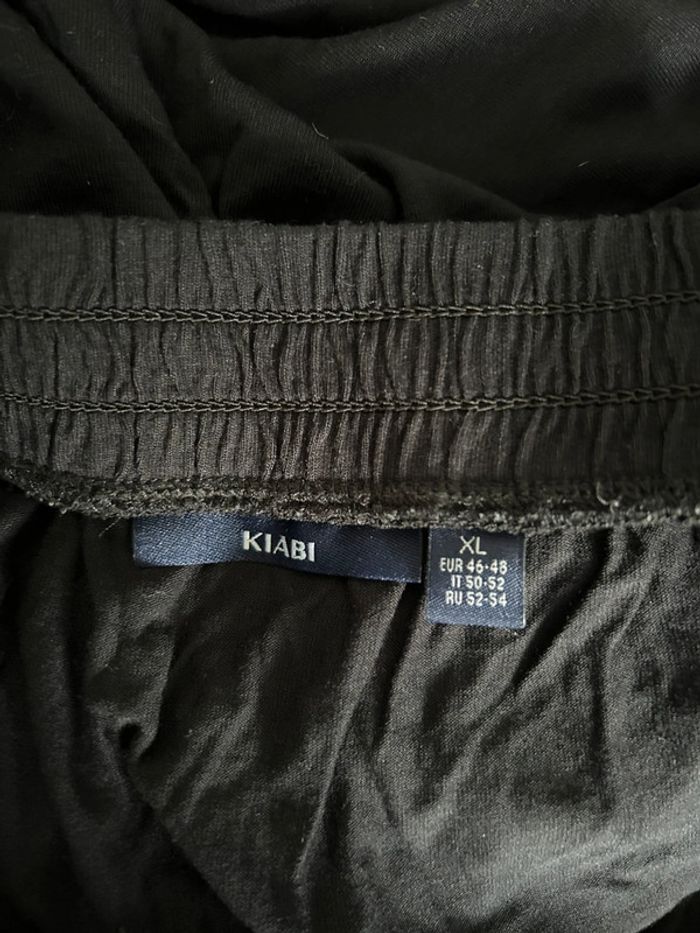 KIABI
XL
EUR 46-48
IT 50-52
RU 52-54